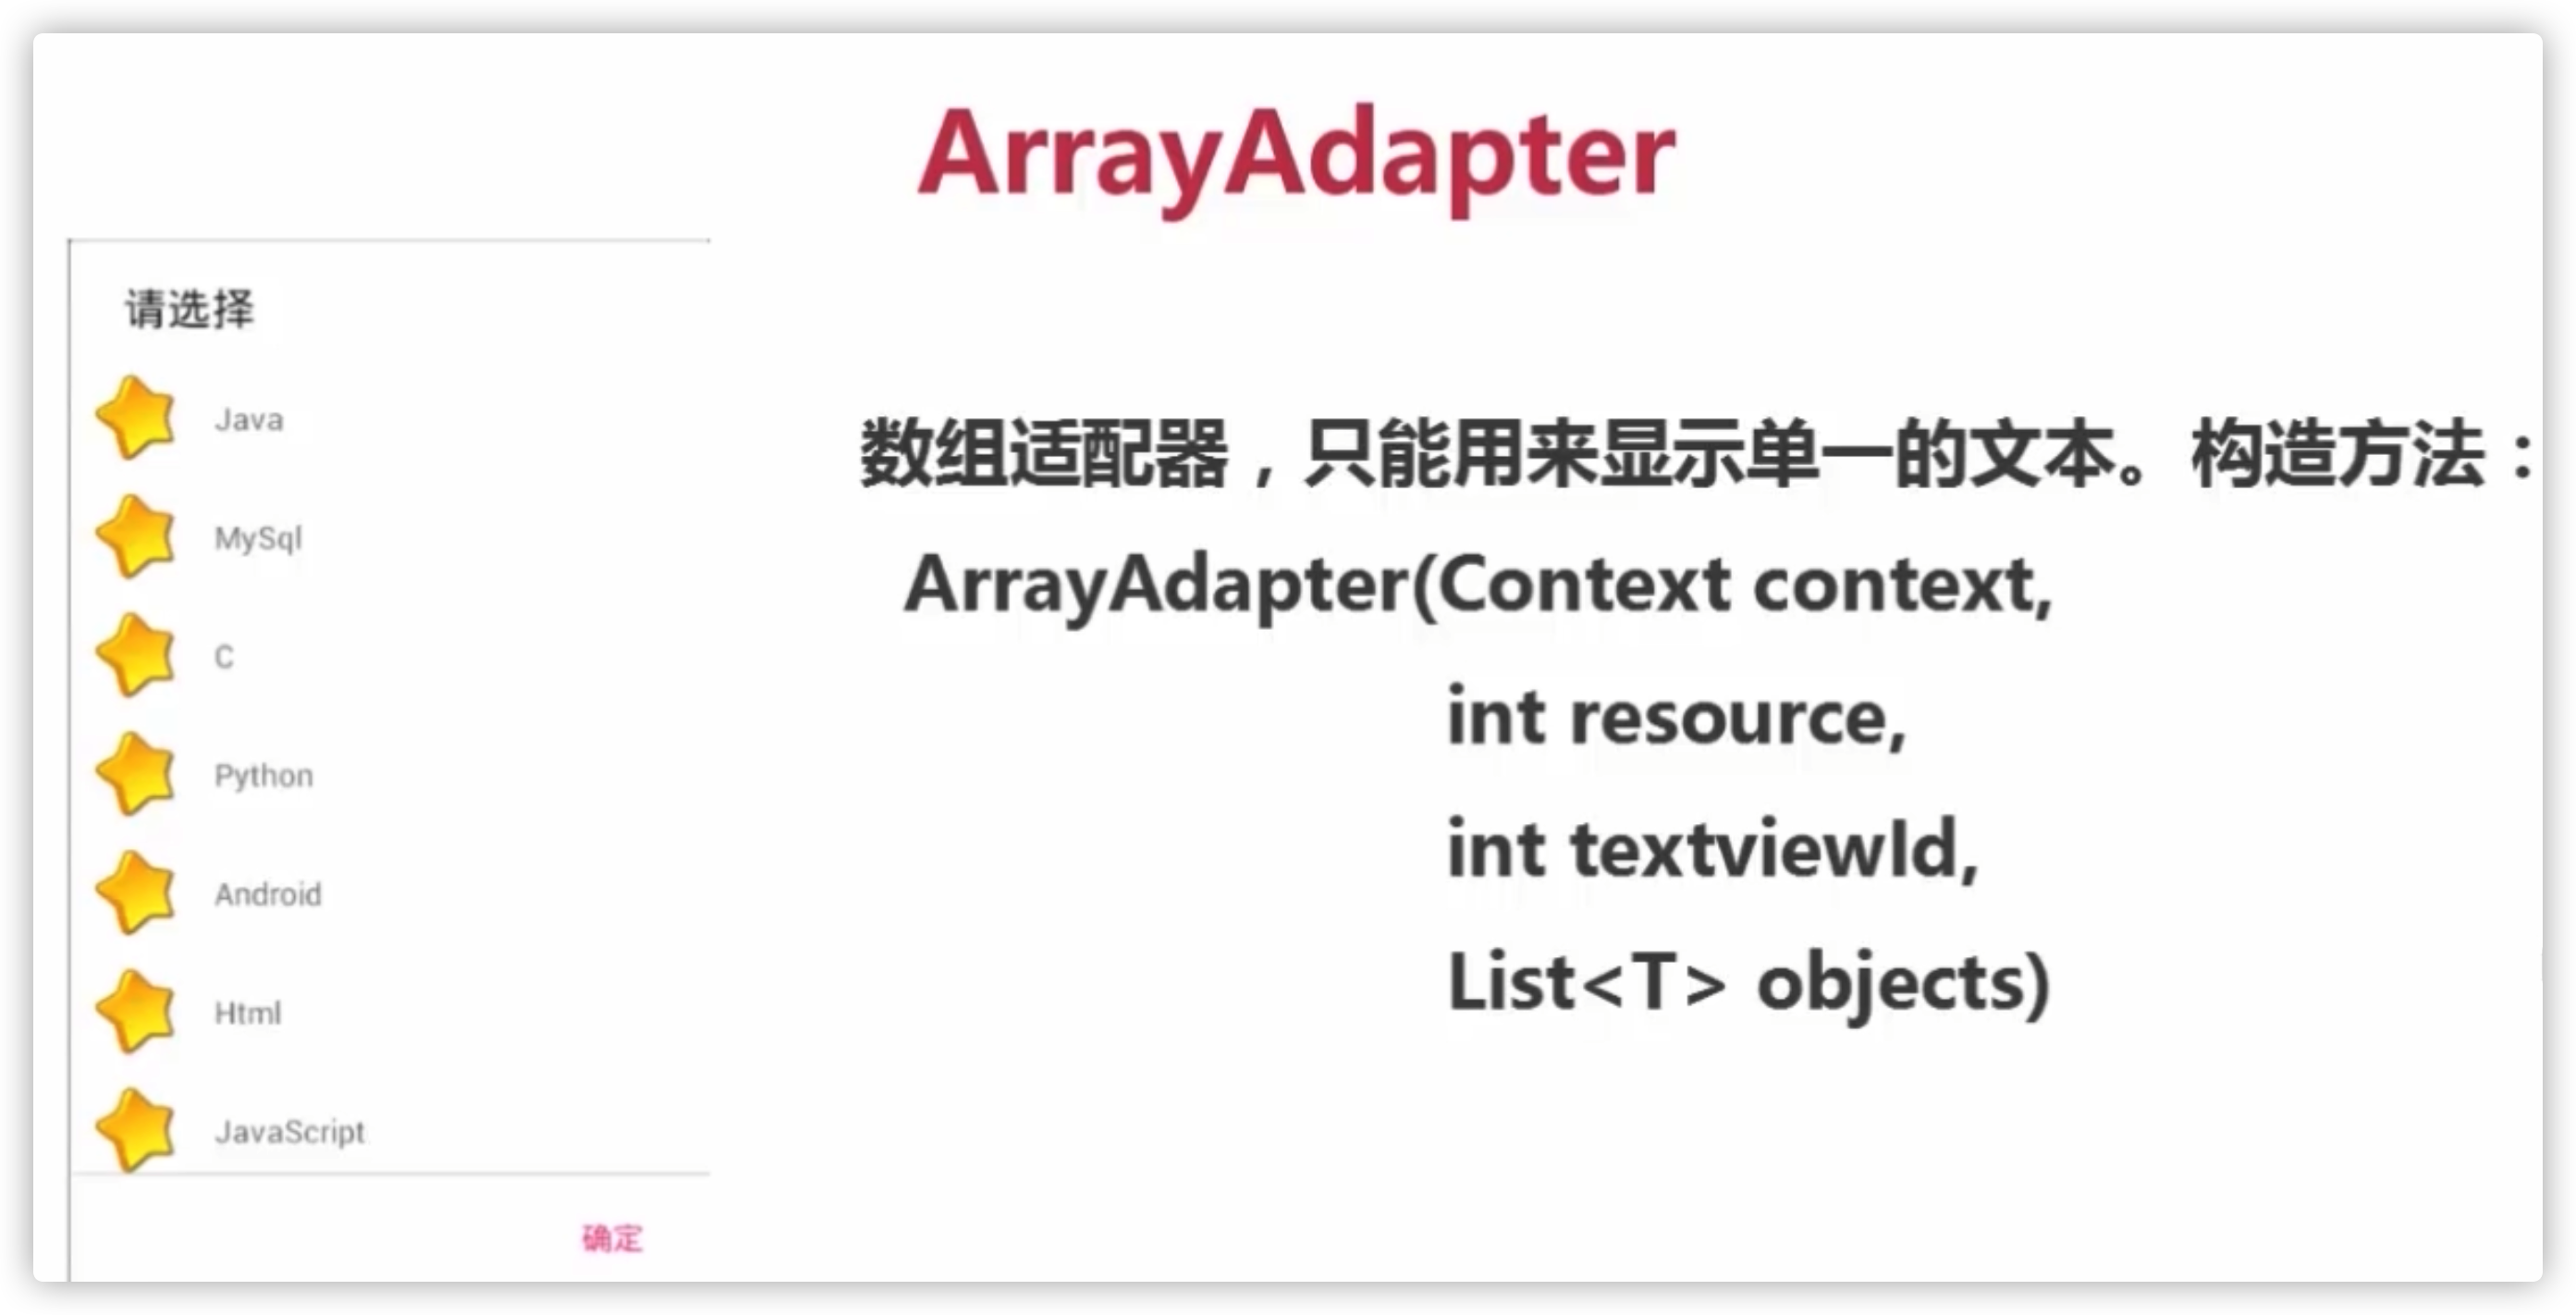 ArrayAdapter
请选择
Java
MySql
C
Python
Android
Html
JavaScript
确定
数组适配器，只能用来显示单一的文本。构造方法：
ArrayAdapter(Context context,
int resource,
int textviewId,
List<T> objects)